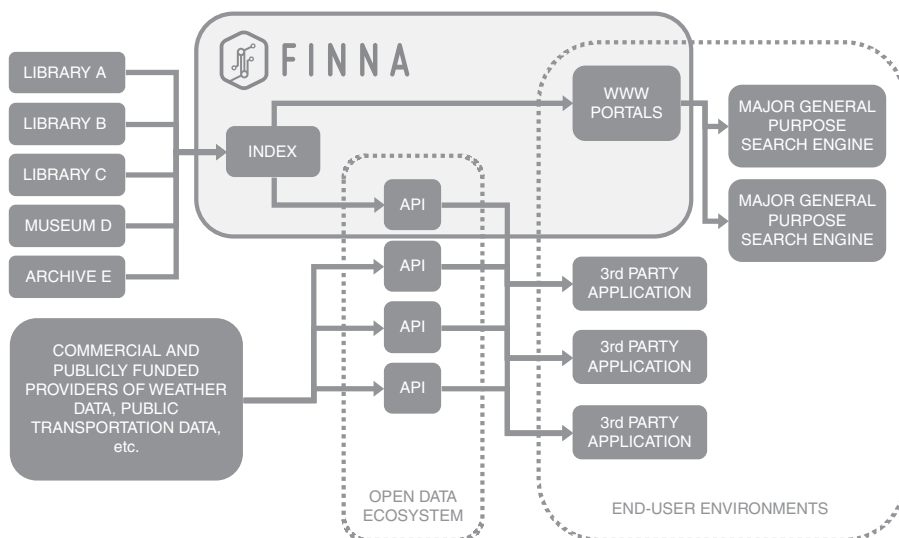 FINNA
LIBRARY A
LIBRARY B
LIBRARY C
MUSEUM D
ARCHIVE E
INDEX
WWW
PORTALS
MAJOR GENERAL
PURPOSE
SEARCH ENGINE
MAJOR GENERAL
PURPOSE
SEARCH ENGINE
API
API
API
API
3rd PARTY
APPLICATION
3rd PARTY
APPLICATION
3rd PARTY
APPLICATION
COMMERCIAL AND
PUBLICLY FUNDED
PROVIDERS OF WEATHER
DATA, PUBLIC
TRANSPORTATION DATA,
etc.
OPEN DATA
ECOSYSTEM
END-USER ENVIRONMENTS